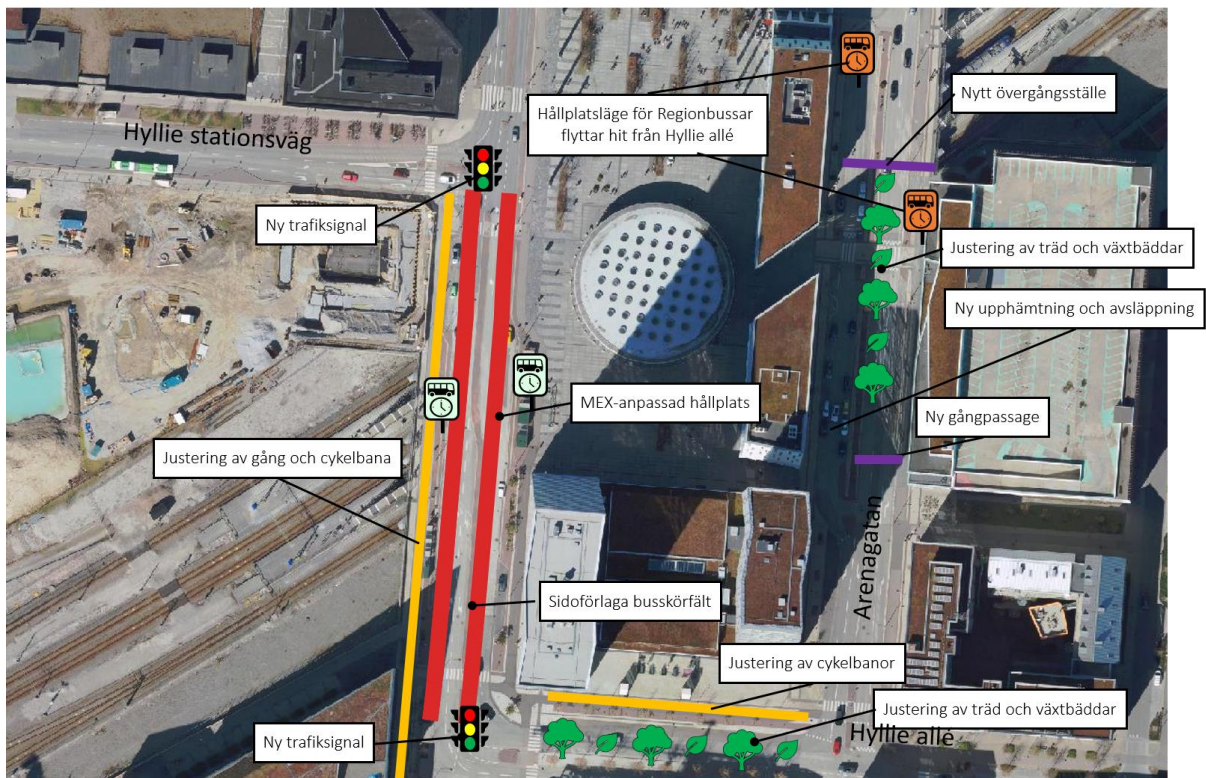 Nytt övergångsställe
Hållplatsläge för Regionbussar
flyttar hit från Hyllie allé
Hyllie stationsväg
Ny trafiksignal
Justering av träd och växtbäddar
Ny upphämtning och avsläppning
MEX-anpassad hållplats
Ny gångpassage
Justering av gång och cykelbana
Arenagatan
Sidoförlaga busskörfält
Justering av cykelbanor
Justering av träd och växtbäddar
Hyllie allé
Ny trafiksignal